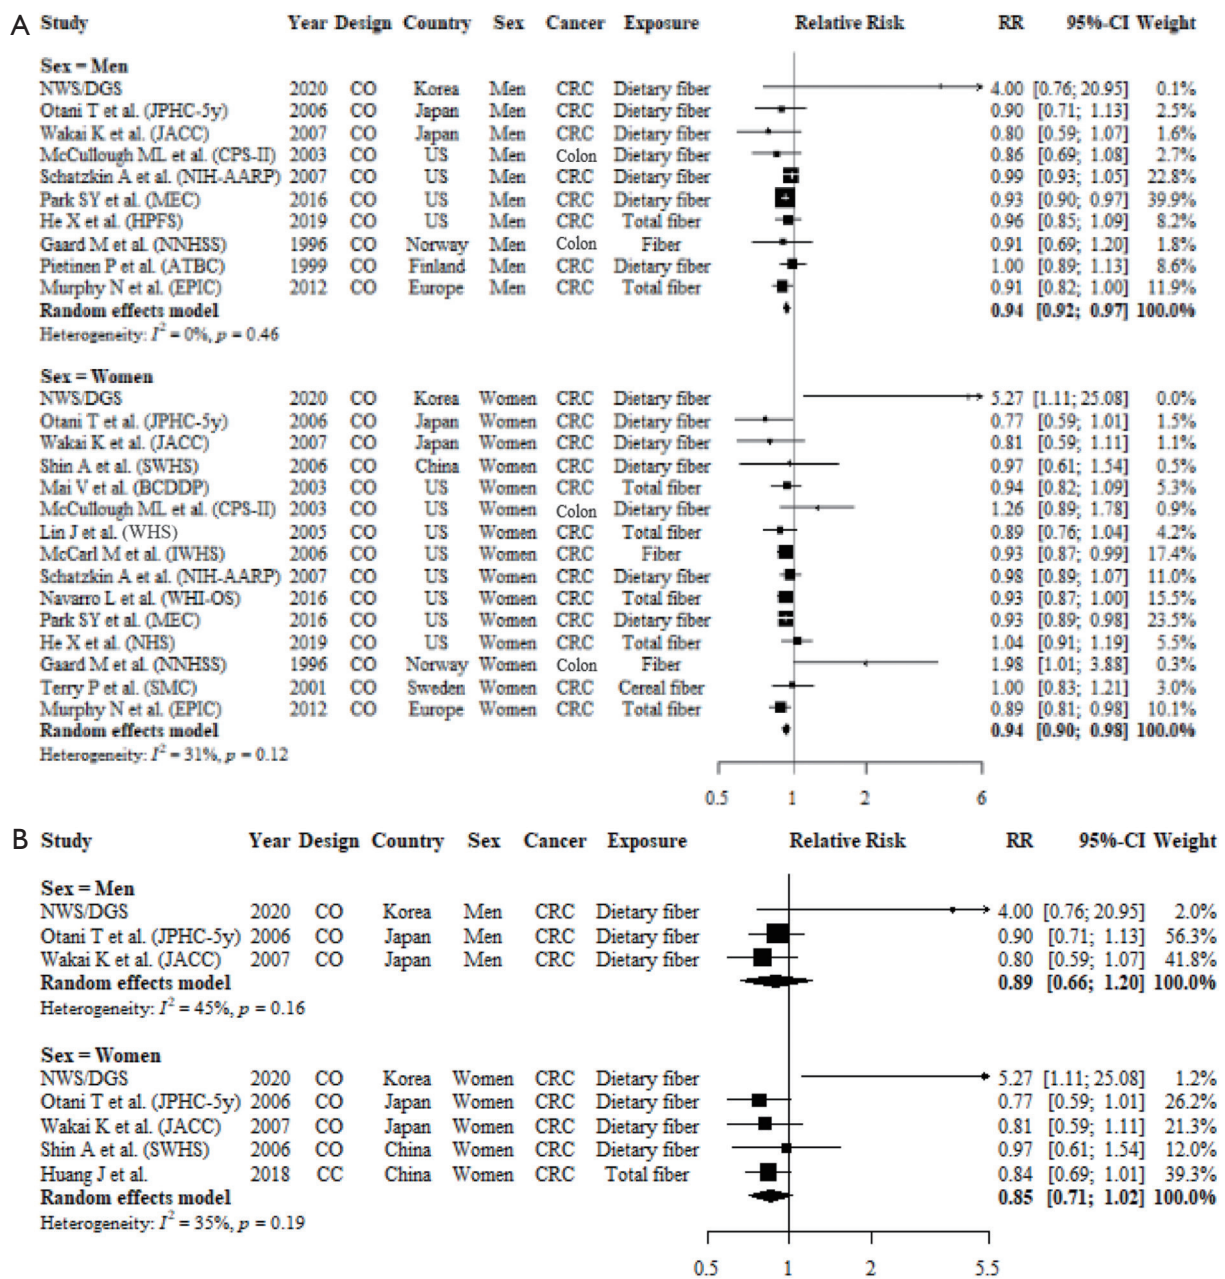 A
Study Year Design Country Sex Cancer Exposure Relative Risk RR 95%-CI Weight
Sex = Men
NWS/DGS 2020 CO Korea Men CRC Dietary fiber 4.00 [0.76; 20.95] 0.1%
Otani T et al. (JPHC-5y) 2006 CO Japan Men CRC Dietary fiber 0.90 [0.71; 1.13] 2.5%
Wakai K et al. (JACC) 2007 CO Japan Men CRC Dietary fiber 0.80 [0.59; 1.07] 1.6%
McCullough ML et al. (CPS-II) 2003 CO US Men Colon Dietary fiber 0.86 [0.69; 1.08] 2.7%
Schatzkin A et al. (NIH-AARP) 2007 CO US Men CRC Dietary fiber 0.99 [0.93; 1.05] 22.8%
Park SY et al. (MEC) 2016 CO US Men CRC Dietary fiber 0.93 [0.90; 0.97] 39.9%
He X et al. (HPFS) 2019 CO US Men CRC Total fiber 0.96 [0.85; 1.09] 8.2%
Gaard M et al. (NNHSS) 1996 CO Norway Men Colon Fiber 0.91 [0.69; 1.20] 1.8%
Pietinen P et al. (ATBC) 1999 CO Finland Men CRC Dietary fiber 1.00 [0.89; 1.13] 8.6%
Murphy N et al. (EPIC) 2012 CO Europe Men CRC Total fiber 0.91 [0.82; 1.00] 11.9%
Random effects model 0.94 [0.92; 0.97] 100.0%
Heterogeneity: I² = 0%, p = 0.46
Sex = Women
NWS/DGS 2020 CO Korea Women CRC Dietary fiber 5.27 [1.11; 25.08] 0.0%
Otani T et al. (JPHC-5y) 2006 CO Japan Women CRC Dietary fiber 0.77 [0.59; 1.01] 1.5%
Wakai K et al. (JACC) 2007 CO Japan Women CRC Dietary fiber 0.81 [0.59; 1.11] 1.1%
Shin A et al. (SWHS) 2006 CO China Women CRC Dietary fiber 0.97 [0.61; 1.54] 0.5%
Mai V et al. (BCDDP) 2003 CO US Women CRC Total fiber 0.94 [0.82; 1.09] 5.3%
McCullough ML et al. (CPS-II) 2003 CO US Women Colon Dietary fiber 1.26 [0.89; 1.78] 0.9%
Lin J et al. (WHS) 2005 CO US Women CRC Total fiber 0.89 [0.76; 1.04] 4.2%
McCarl M et al. (IWHS) 2006 CO US Women CRC Fiber 0.93 [0.87; 0.99] 17.4%
Schatzkin A et al. (NIH-AARP) 2007 CO US Women CRC Dietary fiber 0.98 [0.89; 1.07] 11.0%
Navarro L et al. (WHI-OS) 2016 CO US Women CRC Total fiber 0.93 [0.87; 1.00] 15.5%
Park SY et al. (MEC) 2016 CO US Women CRC Dietary fiber 0.93 [0.89; 0.98] 23.5%
He X et al. (NHS) 2019 CO US Women CRC Total fiber 1.04 [0.91; 1.19] 5.5%
Gaard M et al. (NNHSS) 1996 CO Norway Women Colon Fiber 1.98 [1.01; 3.88] 0.3%
Terry P et al. (SMC) 2001 CO Sweden Women CRC Cereal fiber 1.00 [0.83; 1.21] 3.0%
Murphy N et al. (EPIC) 2012 CO Europe Women CRC Total fiber 0.89 [0.81; 0.98] 10.1%
Random effects model 0.94 [0.90; 0.98] 100.0%
Heterogeneity: I² = 31%, p = 0.12
0.5 1 2 6
B
Study Year Design Country Sex Cancer Exposure Relative Risk RR 95%-CI Weight
Sex = Men
NWS/DGS 2020 CO Korea Men CRC Dietary fiber 4.00 [0.76; 20.95] 2.0%
Otani T et al. (JPHC-5y) 2006 CO Japan Men CRC Dietary fiber 0.90 [0.71; 1.13] 56.3%
Wakai K et al. (JACC) 2007 CO Japan Men CRC Dietary fiber 0.80 [0.59; 1.07] 41.8%
Random effects model 0.89 [0.66; 1.20] 100.0%
Heterogeneity: I² = 45%, p = 0.16
Sex = Women
NWS/DGS 2020 CO Korea Women CRC Dietary fiber 5.27 [1.11; 25.08] 1.2%
Otani T et al. (JPHC-5y) 2006 CO Japan Women CRC Dietary fiber 0.77 [0.59; 1.01] 26.2%
Wakai K et al. (JACC) 2007 CO Japan Women CRC Dietary fiber 0.81 [0.59; 1.11] 21.3%
Shin A et al. (SWHS) 2006 CO China Women CRC Dietary fiber 0.97 [0.61; 1.54] 12.0%
Huang J et al. 2018 CC China Women CRC Total fiber 0.84 [0.69; 1.01] 39.3%
Random effects model 0.85 [0.71; 1.02] 100.0%
Heterogeneity: I² = 35%, p = 0.19
0.5 1 2 5.5